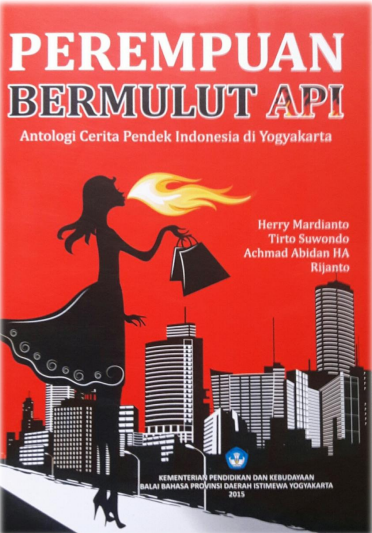 PEREMPUAN
BERMULUT API
Antologi Cerita Pendek Indonesia di Yogyakarta
Herry Mardianto
Tirto Suwondo
Achmad Abidan HA
Rijanto
KEMENTERIAN PENDIDIKAN DAN KEBUDAYAAN
BALAI BAHASA PROVINSI DAERAH ISTIMEWA YOGYAKARTA
2015